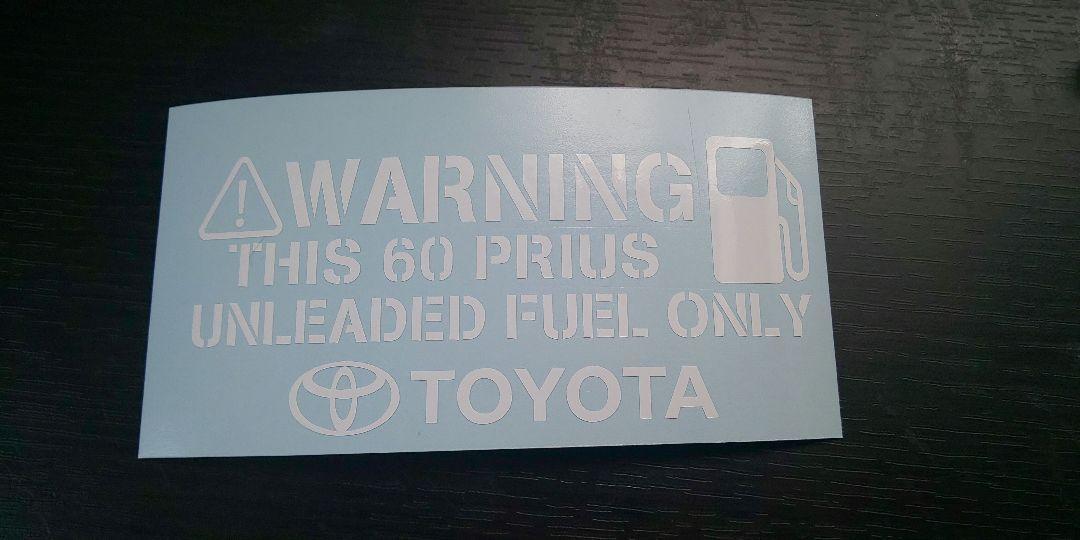 WARNING
THIS 60 PRIUS
UNLEADED FUEL ONLY
TOYOTA